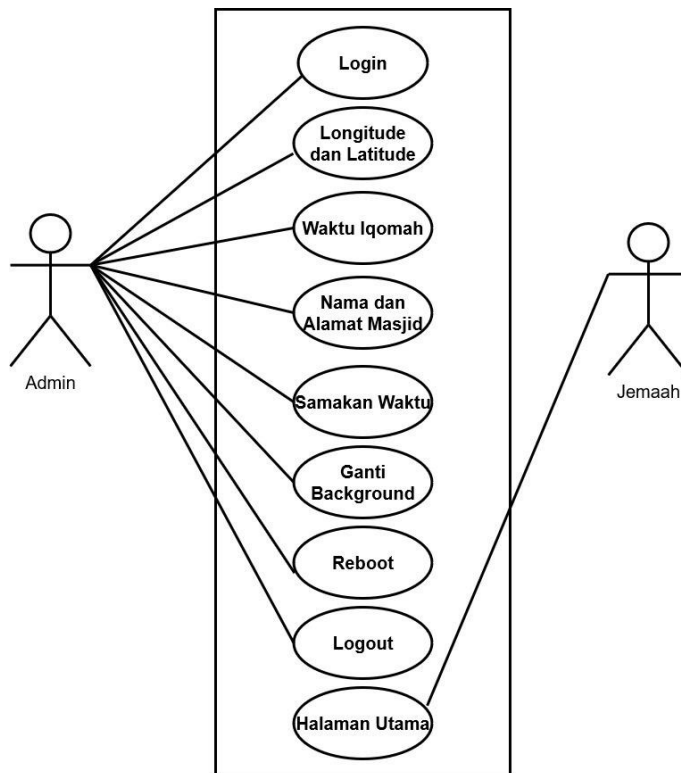 Login
Longitude
dan Latitude
Waktu Iqomah
Nama dan
Alamat Masjid
Admin
Samakan Waktu
Jemaah
Ganti
Background
Reboot
Logout
Halaman Utama